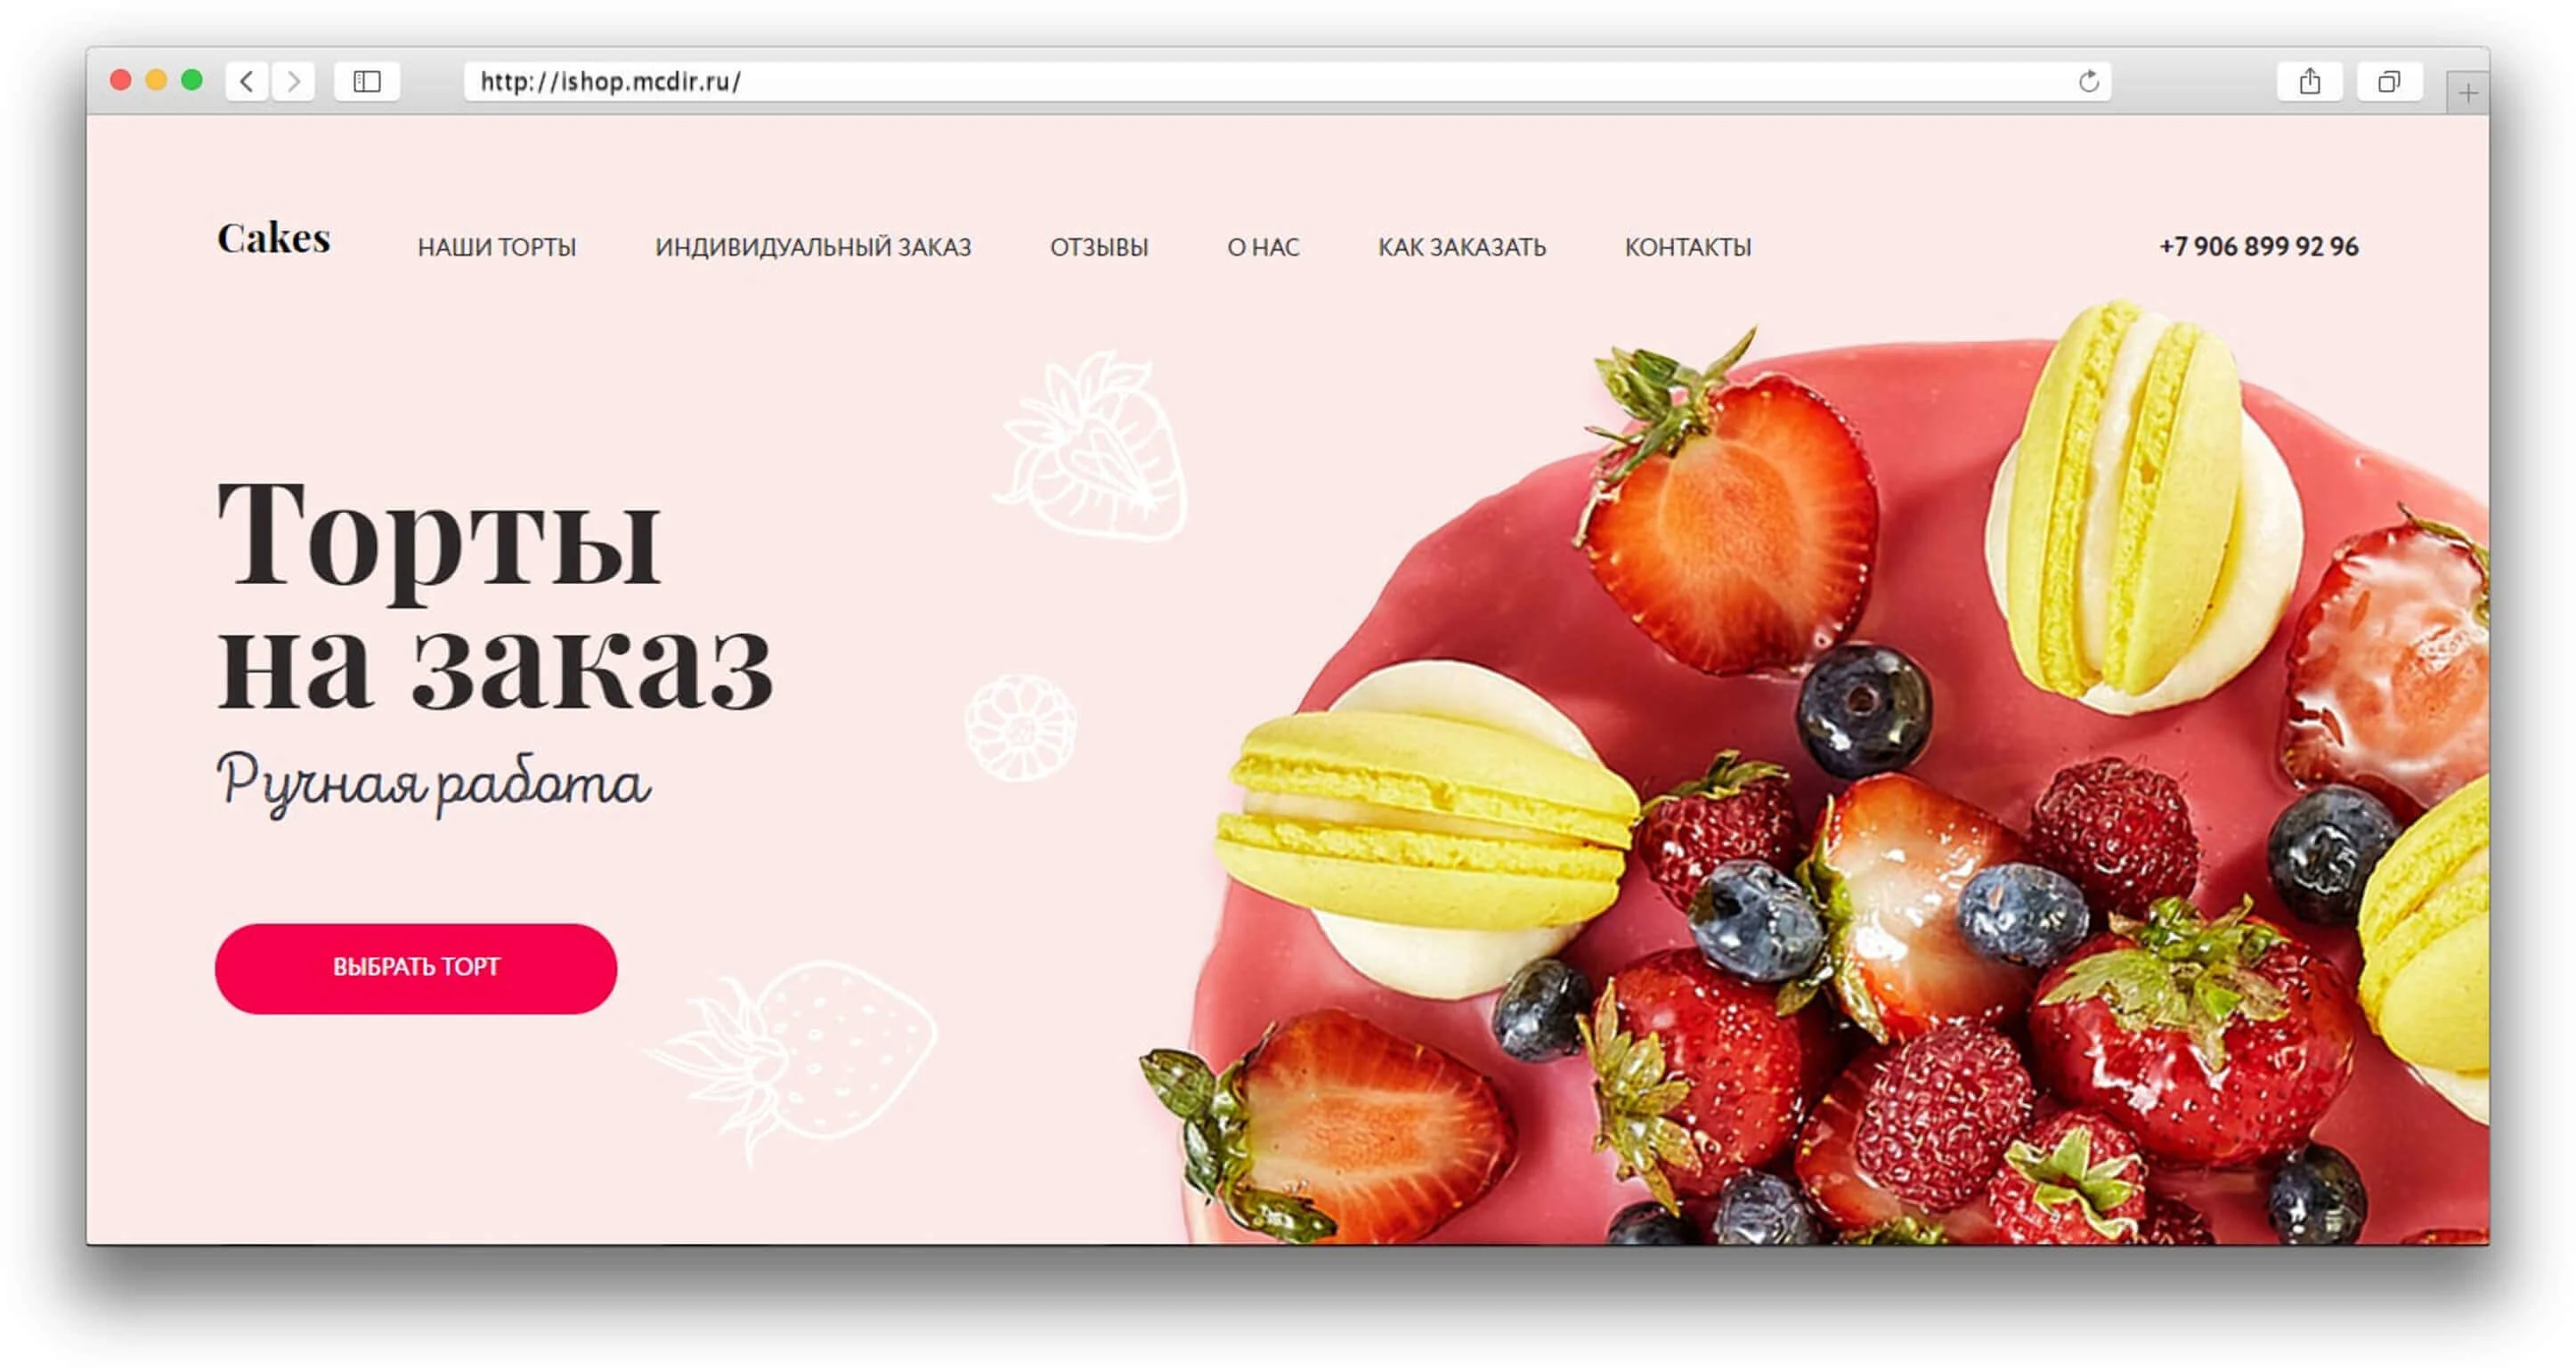 http://ishop.mcdir.ru/
Cakes НАШИ ТОРТЫ ИНДИВИДУАЛЬНЫЙ ЗАКАЗ ОТЗЫВЫ О НАС КАК ЗАКАЗАТЬ КОНТАКТЫ +7 906 899 92 96
Торты
на заказ
Ручная работа
ВЫБРАТЬ ТОРТ